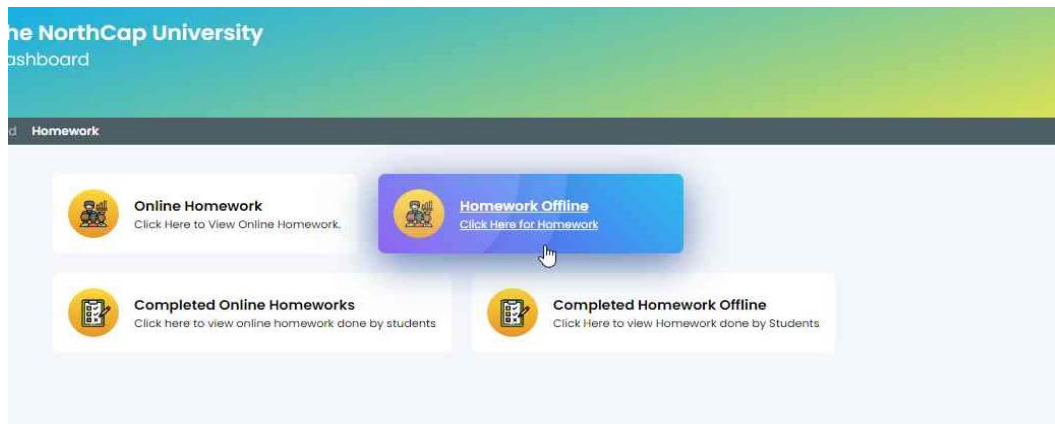 he NorthCap University
ashboard
d Homework
Online Homework
Click Here to View Online Homework.
Homework Offline
Click Here for Homework
Completed Online Homeworks
Click here to view online homework done by students
Completed Homework Offline
Click Here to view Homework done by Students